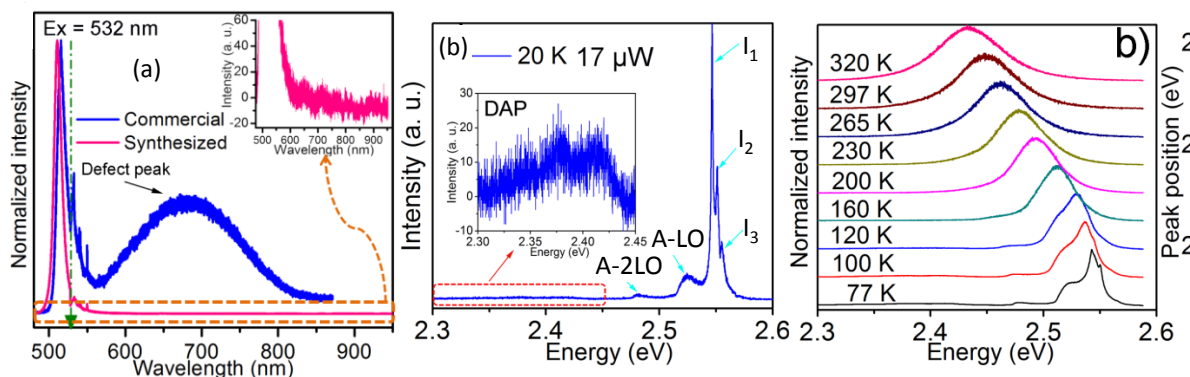 Ex = 532 nm
(a)
Commercial
Synthesized
Defect peak
Normalized intensity
500 600 700 800 900
Wavelength (nm)
60
40
20
0
-20
Intensity (a. u.)
500 600 700 800 900
Wavelength (nm)
(b)
20 K 17 µW
I1
I2
I3
A-LO
A-2LO
Intensity (a. u.)
2.3 2.4 2.5 2.6
Energy (eV)
DAP
30
20
10
0
-10
Intensity (a. u.)
2.30 2.35 2.40 2.45
Energy (eV)
b)
320 K
297 K
265 K
230 K
200 K
160 K
120 K
100 K
77 K
Normalized intensity
2.3 2.4 2.5 2.6
Energy (eV)
Peak position (eV)
2
2
2
2